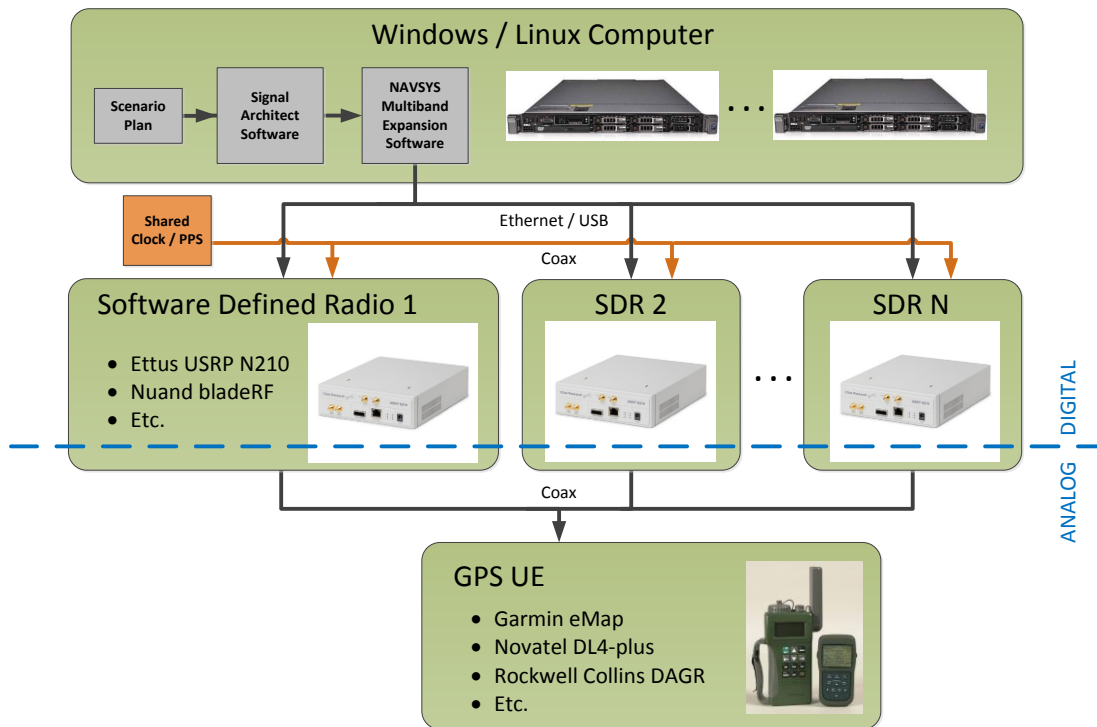 Windows / Linux Computer
Scenario
Plan
Signal
Architect
Software
NAVSYS
Multiband
Expansion
Software
. . .
Shared
Clock / PPS
Ethernet / USB
Coax
Software Defined Radio 1
• Ettus USRP N210
• Nuand bladeRF
• Etc.
SDR 2
. . .
SDR N
DIGITAL
ANALOG
Coax
GPS UE
• Garmin eMap
• Novatel DL4-plus
• Rockwell Collins DAGR
• Etc.